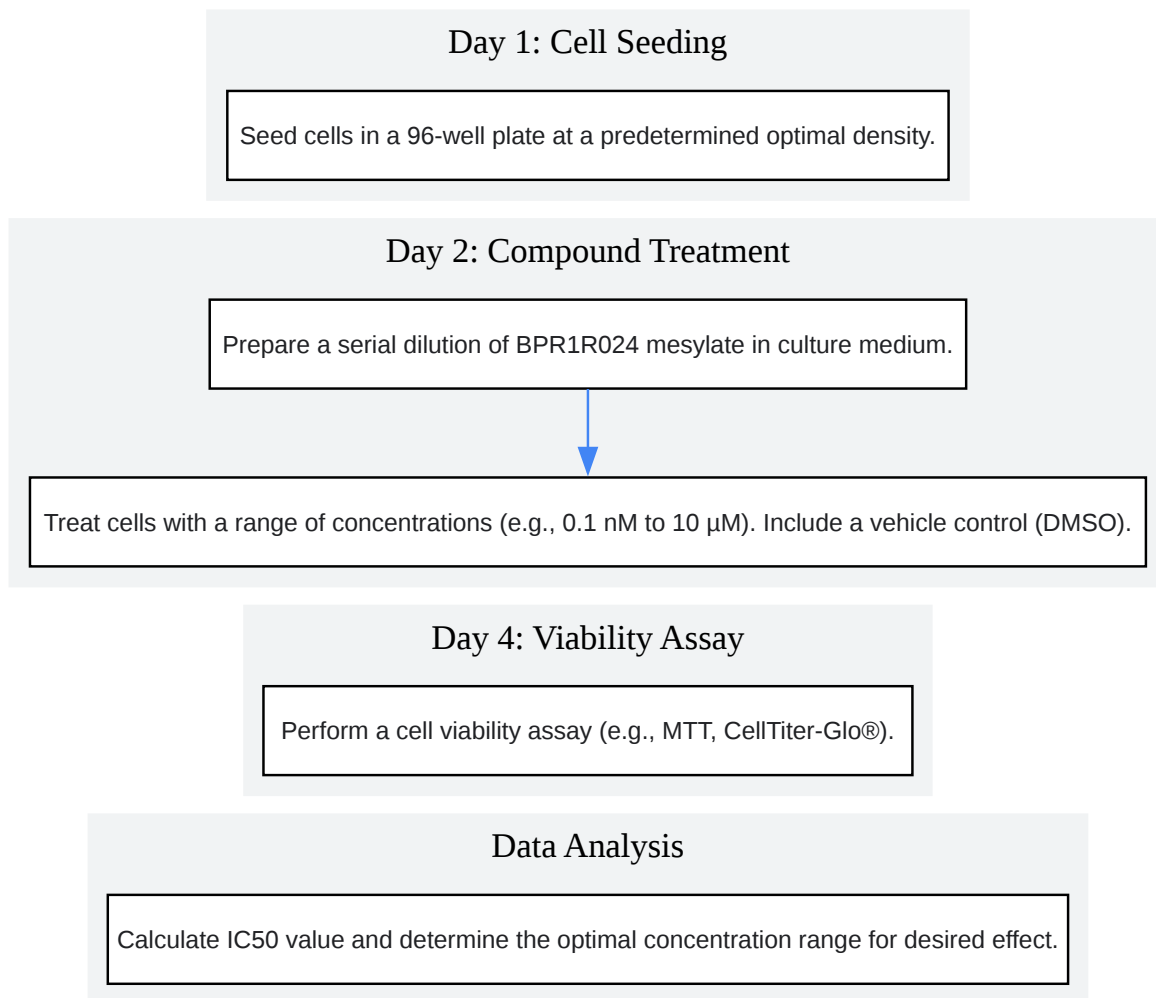 Day 1: Cell Seeding
Seed cells in a 96-well plate at a predetermined optimal density.
Day 2: Compound Treatment
Prepare a serial dilution of BPR1R024 mesylate in culture medium.
Treat cells with a range of concentrations (e.g., 0.1 nM to 10 µM). Include a vehicle control (DMSO).
Day 4: Viability Assay
Perform a cell viability assay (e.g., MTT, CellTiter-Glo®).
Data Analysis
Calculate IC50 value and determine the optimal concentration range for desired effect.